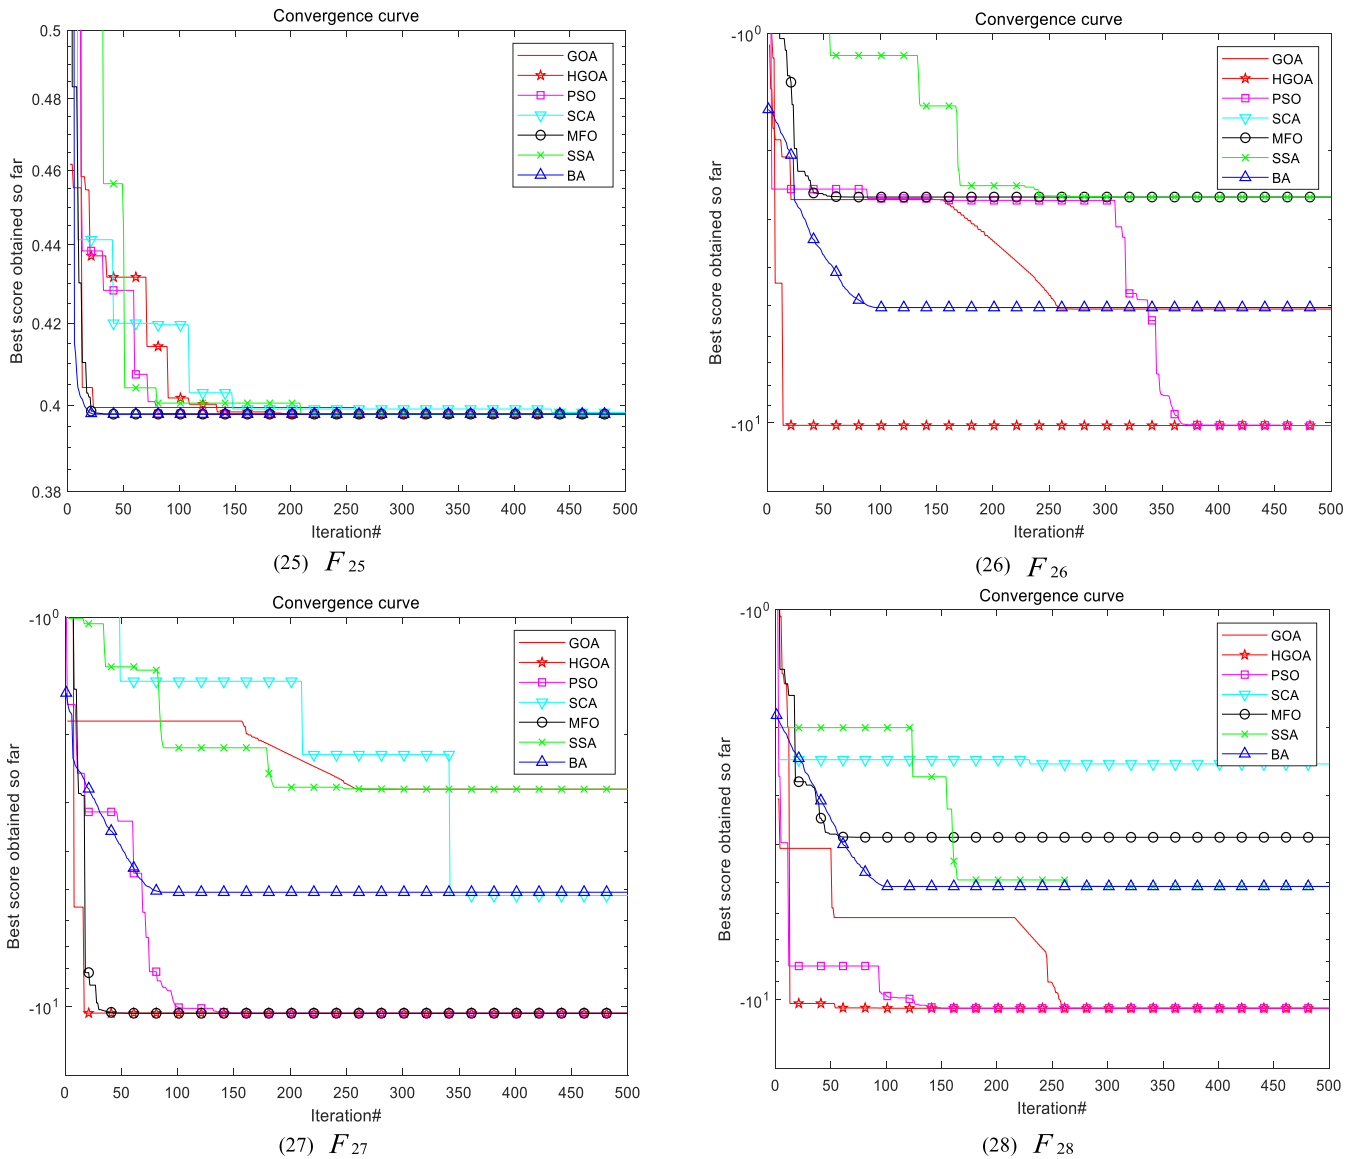 Convergence curve
0.5
0.48
0.46
0.44
0.42
0.4
0.38
Best score obtained so far
GOA
HGOA
PSO
SCA
MFO
SSA
BA
0 50 100 150 200 250 300 350 400 450 500
Iteration#
(25) F25
Convergence curve
-10^0
-10^1
Best score obtained so far
GOA
HGOA
PSO
SCA
MFO
SSA
BA
0 50 100 150 200 250 300 350 400 450 500
Iteration#
(26) F26
Convergence curve
-10^0
-10^1
Best score obtained so far
GOA
HGOA
PSO
SCA
MFO
SSA
BA
0 50 100 150 200 250 300 350 400 450 500
Iteration#
(27) F27
Convergence curve
-10^0
-10^1
Best score obtained so far
GOA
HGOA
PSO
SCA
MFO
SSA
BA
0 50 100 150 200 250 300 350 400 450 500
Iteration#
(28) F28